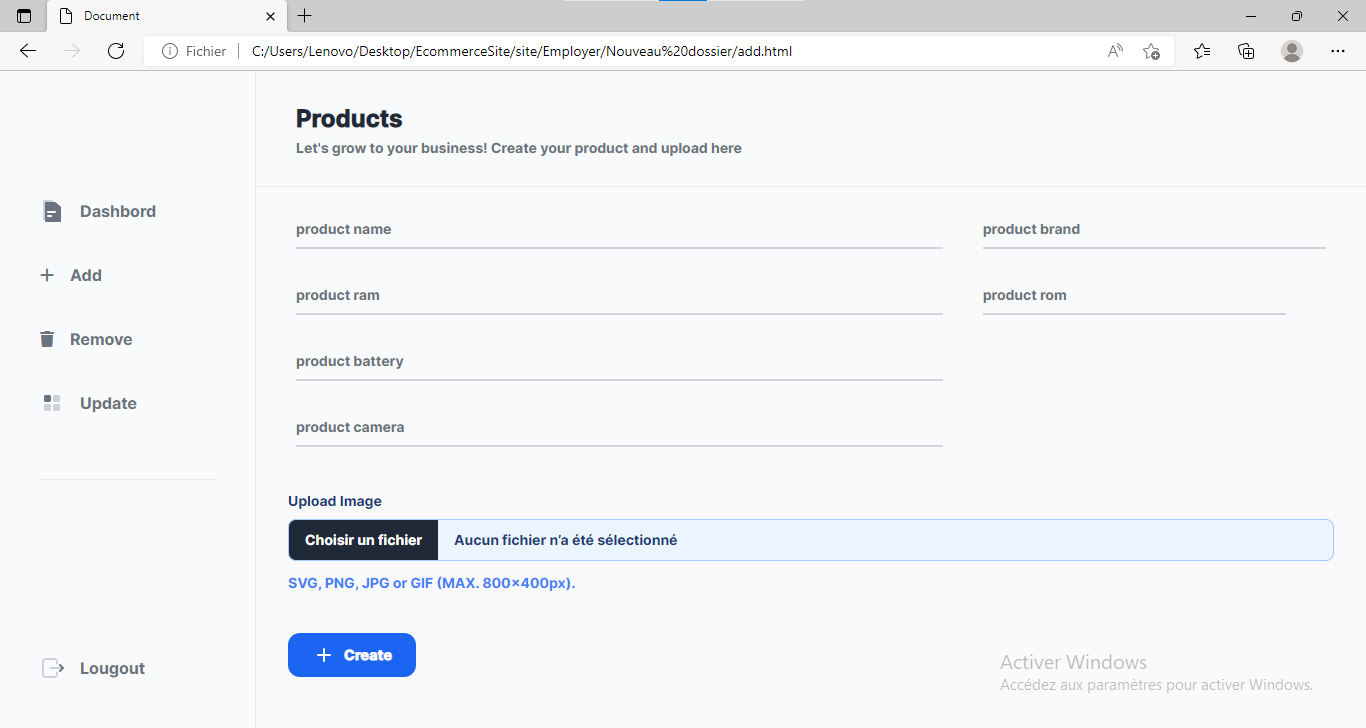 Document
Fichier C:/Users/Lenovo/Desktop/EcommerceSite/site/Employer/Nouveau%20dossier/add.html
Products
Let's grow to your business! Create your product and upload here
Dashbord
Add
Remove
Update
Lougout
product name product brand
product ram product rom
product battery
product camera
Upload Image
Choisir un fichier Aucun fichier n'a été sélectionné
SVG, PNG, JPG or GIF (MAX. 800×400px).
Create
Activer Windows
Accédez aux paramètres pour activer Windows.